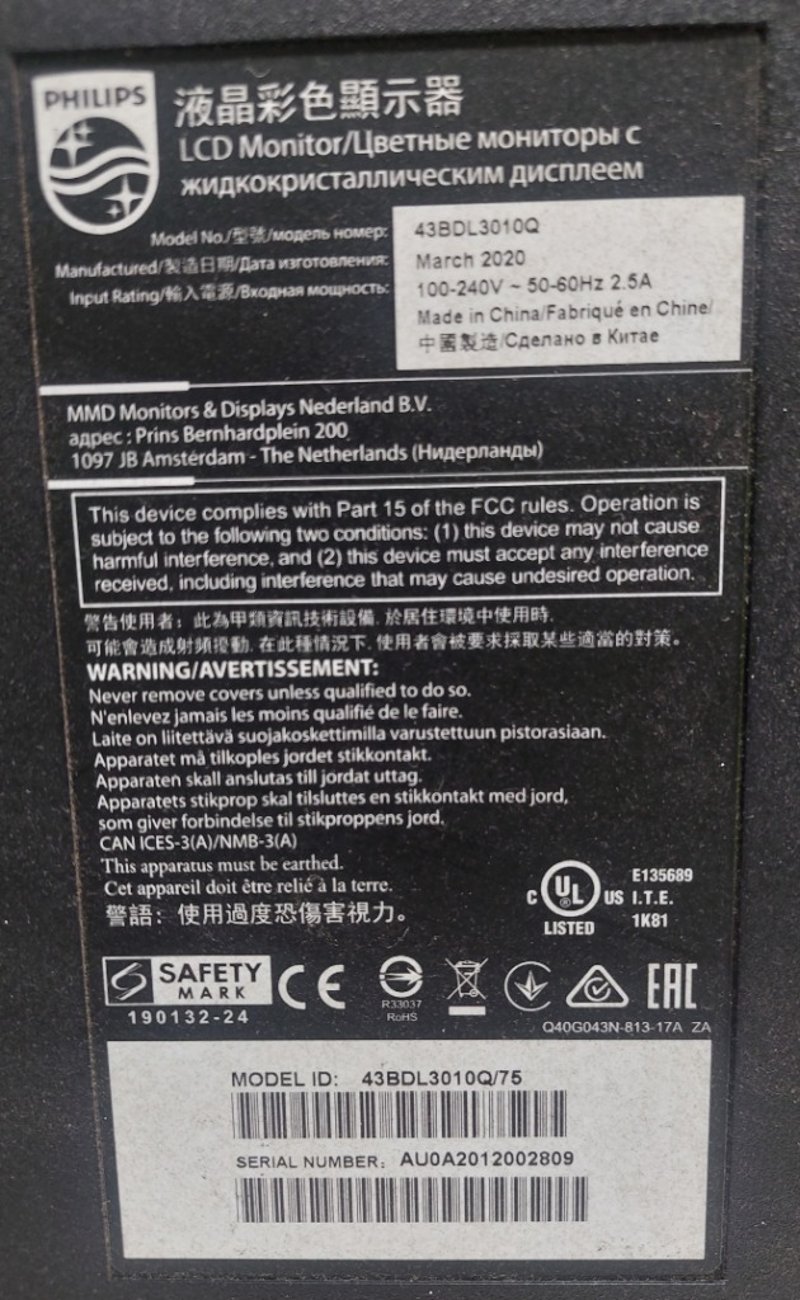 PHILIPS
液晶彩色顯示器
LCD Monitor/Цветные мониторы с
жидкокристаллическим дисплеем
Model No./型號/модель номер: 43BDL3010Q
Manufactured/製造日期/Дата изготовления: March 2020
Input Rating/輸入電源/Входная мощность: 100-240V ~ 50-60Hz 2.5A
Made in China/Fabriqué en Chine/
中國製造/Сделано в Китае
MMD Monitors & Displays Nederland B.V.
адрес : Prins Bernhardplein 200
1097 JB Amsterdam - The Netherlands (Нидерланды)
This device complies with Part 15 of the FCC rules. Operation is
subject to the following two conditions: (1) this device may not cause
harmful interference, and (2) this device must accept any interference
received, including interference that may cause undesired operation.
警告使用者: 此為甲類資訊技術設備, 於居住環境中使用時,
可能會造成射頻擾動, 在此種情況下, 使用者會被要求採取某些適當的對策。
WARNING/AVERTISSEMENT:
Never remove covers unless qualified to do so.
N'enlevez jamais les moins qualifié de le faire.
Laite on liitettävä suojakoskettimilla varustettuun pistorasiaan.
Apparatet må tilkoples jordet stikkontakt.
Apparaten skall anslutas till jordat uttag.
Apparatets stikprop skal tilsluttes en stikkontakt med jord,
som giver forbindelse til stikproppens jord.
CAN ICES-3(A)/NMB-3(A)
This apparatus must be earthed.
Cet appareil doit être relié à la terre.
警語: 使用過度恐傷害視力。
C UL ® US LISTED
E135689
I.T.E.
1K81
SAFETY
MARK
190132-24
CE
R33037
RoHS
EAC
Q40G043N-813-17A ZA
MODEL ID: 43BDL3010Q/75
SERIAL NUMBER: AU0A2012002809